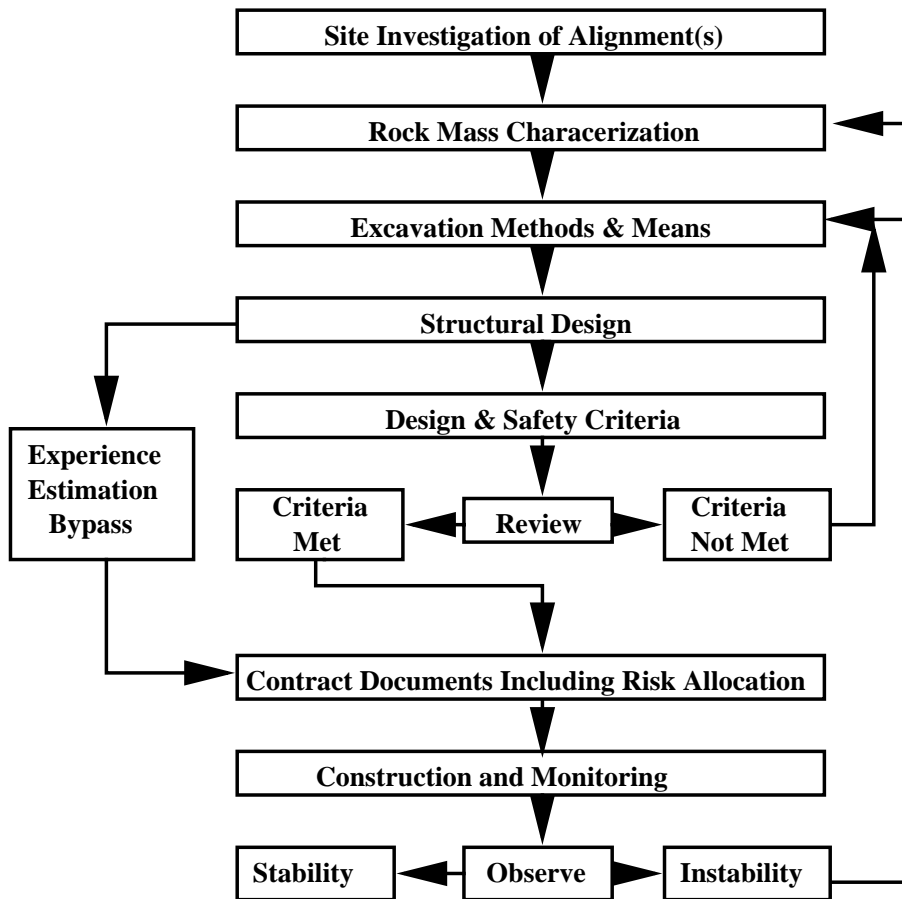 Site Investigation of Alignment(s)
Rock Mass Characerization
Excavation Methods & Means
Structural Design
Design & Safety Criteria
Experience
Estimation
Bypass
Criteria
Met
Review
Criteria
Not Met
Contract Documents Including Risk Allocation
Construction and Monitoring
Stability
Observe
Instability